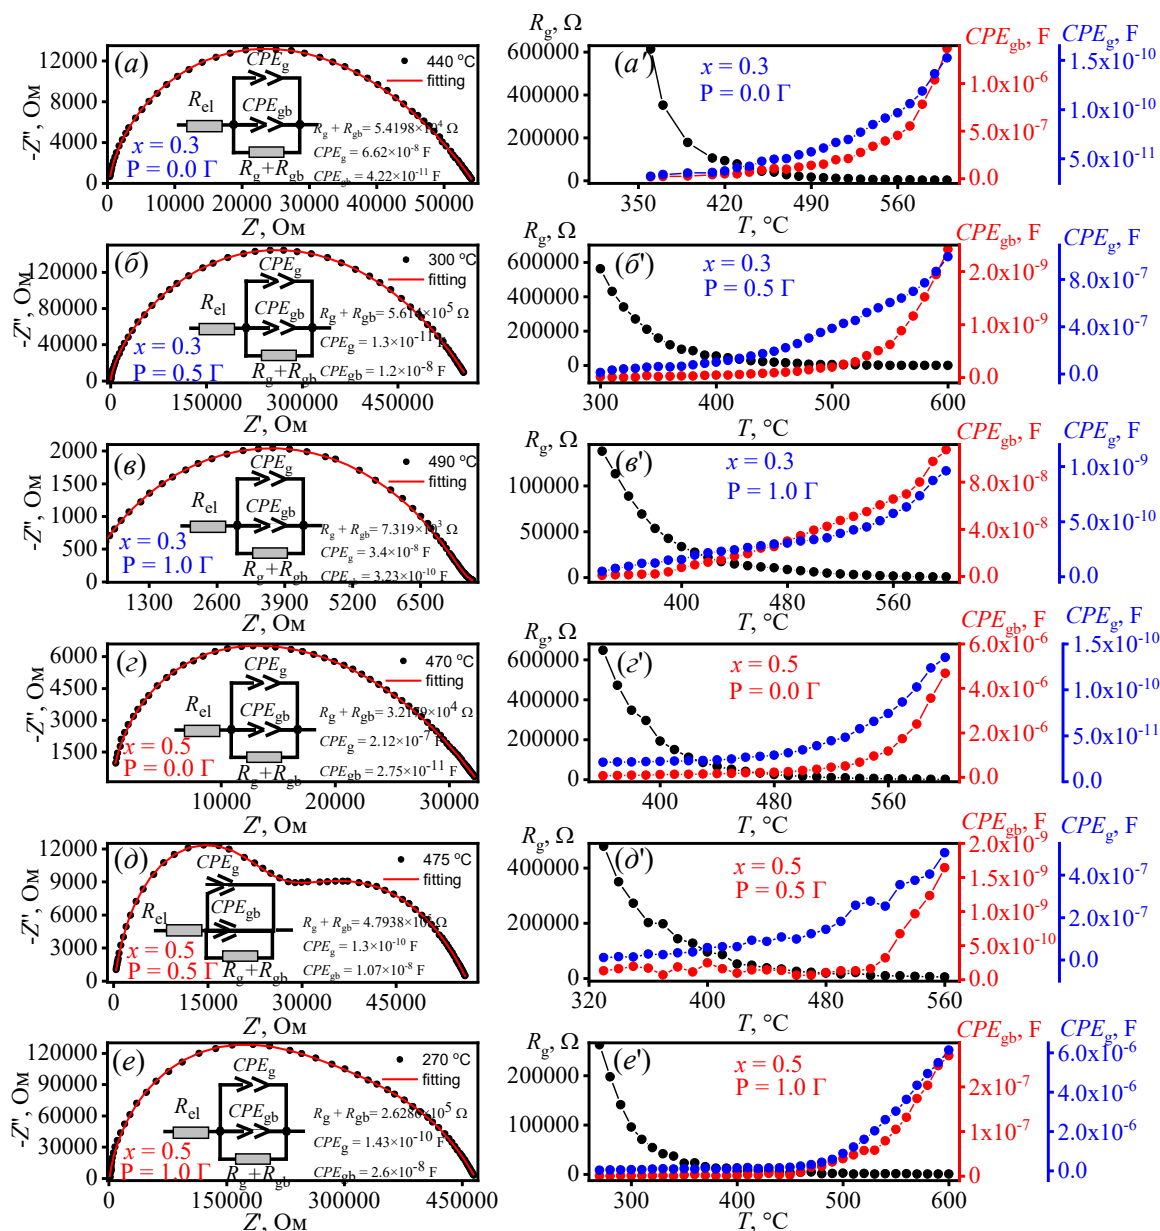 (а)
440 °C
fitting
CPEg
CPEgb
Rel
Rg+Rgb
Rg + Rgb = 5.4198×10⁴ Ω
CPEg = 6.62×10⁻⁸ F
CPEgb = 4.22×10⁻¹¹ F
x = 0.3
P = 0.0 Г
-Z'', Ом
12000
8000
4000
0
0 10000 20000 30000 40000 50000
Z', Ом
(а')
Rg, Ω
CPEgb, F
CPEg, F
x = 0.3
P = 0.0 Г
600000
400000
200000
0
1.0x10⁻⁶
5.0x10⁻⁷
0.0
1.5x10⁻¹⁰
1.0x10⁻¹⁰
5.0x10⁻¹¹
360 420 490 560
T, °C
(б)
300 °C
fitting
CPEg
CPEgb
Rel
Rg+Rgb
CPEg = 1.3×10⁻¹¹
CPEgb = 1.2×10⁻⁸ F
x = 0.3
P = 0.5 Г
-Z'', Ом
120000
80000
40000
0
0 150000 300000 450000
Z', Ом
(б')
Rg, Ω
CPEgb, F
CPEg, F
x = 0.3
P = 0.5 Г
600000
400000
200000
0
2.0x10⁻⁹
1.0x10⁻⁹
0.0
8.0x10⁻⁷
4.0x10⁻⁷
0.0
300 400 500 600
T, °C
(в)
490 °C
fitting
CPEg
CPEgb
Rel
Rg+Rgb
Rg + Rgb = 7.319×10³ Ω
CPEg = 3.4×10⁻⁸ F
CPEgb = 3.23×10⁻¹⁰ F
x = 0.3
P = 1.0 Г
-Z'', Ом
2000
1500
1000
500
0
1300 2600 3900 5200 6500
Z', Ом
(в')
Rg, Ω
CPEgb, F
CPEg, F
x = 0.3
P = 1.0 Г
100000
50000
0
8.0x10⁻⁸
4.0x10⁻⁸
0.0
1.0x10⁻⁹
5.0x10⁻¹⁰
0.0
400 480 560
T, °C
(г)
470 °C
fitting
CPEg
CPEgb
Rel
Rg+Rgb
Rg + Rgb= 3.2179×10⁴ Ω
CPEg = 2.12×10⁻⁷ F
CPEgb = 2.75×10⁻¹¹ F
x = 0.5
P = 0.0 Г
-Z'', Ом
6000
4500
3000
1500
10000 20000 30000
Z', Ом
(г')
Rg, Ω
CPEgb, F
CPEg, F
x = 0.5
P = 0.0 Г
600000
400000
200000
0
6.0x10⁻⁶
4.0x10⁻⁶
2.0x10⁻⁶
0.0
1.5x10⁻¹⁰
1.0x10⁻¹⁰
5.0x10⁻¹¹
0.0
400 480 560
T, °C
(д)
475 °C
fitting
CPEg
CPEgb
Rel
Rg+Rgb
CPEg = 1.3×10⁻¹⁰ F
CPEgb = 1.07×10⁻⁸ F
x = 0.5
P = 0.5 Г
-Z'', Ом
12000
9000
6000
3000
0
0 15000 30000 45000
Z', Ом
(д')
Rg, Ω
CPEgb, F
CPEg, F
x = 0.5
P = 0.5 Г
400000
200000
0
2.0x10⁻⁹
1.5x10⁻⁹
1.0x10⁻⁹
5.0x10⁻¹⁰
0.0
4.0x10⁻⁷
2.0x10⁻⁷
0.0
320 400 480 560
T, °C
(е)
270 °C
fitting
CPEg
CPEgb
Rel
Rg+Rgb
Rg + Rgb= 2.6286×10⁵ Ω
CPEg = 1.43×10⁻¹⁰ F
CPEgb = 2.6×10⁻⁸ F
x = 0.5
P = 1.0 Г
-Z'', Ом
120000
90000
60000
30000
0
0 150000 300000 450000
Z', Ом
(е')
Rg, Ω
CPEgb, F
CPEg, F
x = 0.5
P = 1.0 Г
200000
100000
0
2x10⁻⁷
1x10⁻⁷
0
6.0x10⁻⁶
4.0x10⁻⁶
6.0x10⁻⁶
0.0
300 400 500 600
T, °C